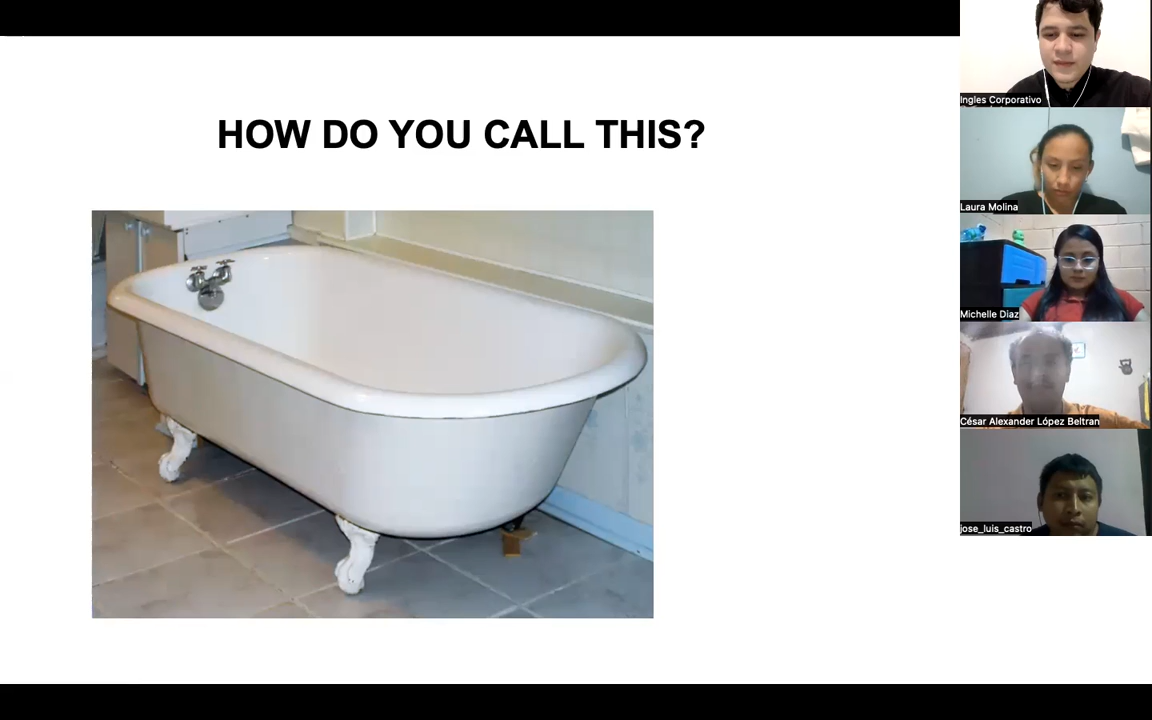 HOW DO YOU CALL THIS?
Ingles Corporativo
Laura Molina
Michelle Diaz
César Alexander López Beltran
jose_luis_castro